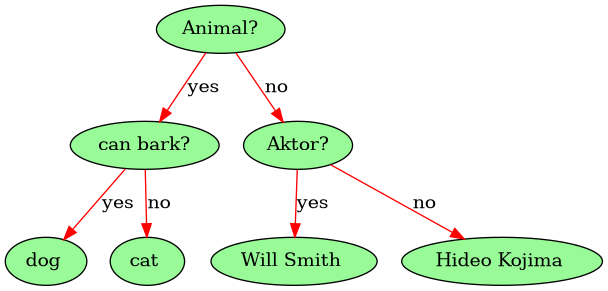 Animal?
yes
no
can bark?
Aktor?
yes
no
yes
no
dog
cat
Will Smith
Hideo Kojima